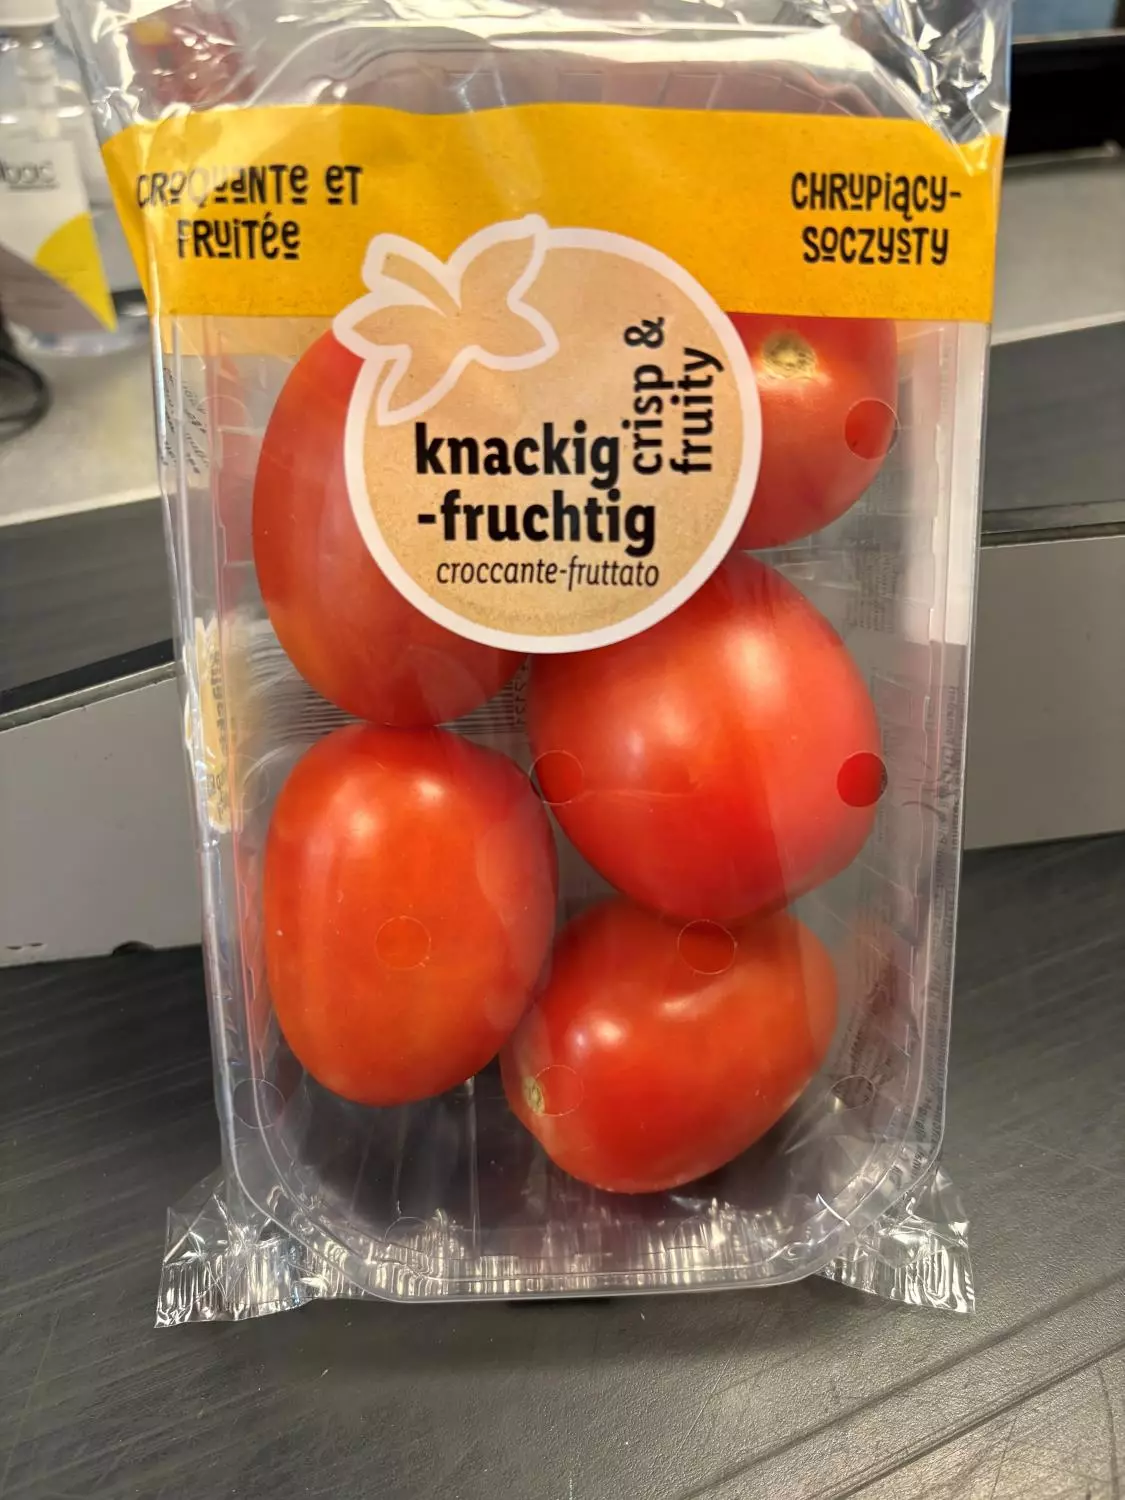 CROQUANTE ET
FRUITÉE
CHRUPIĄCY-
SOCZYSTY
crisp &
fruity
knackig
-fruchtig
croccante-fruttato